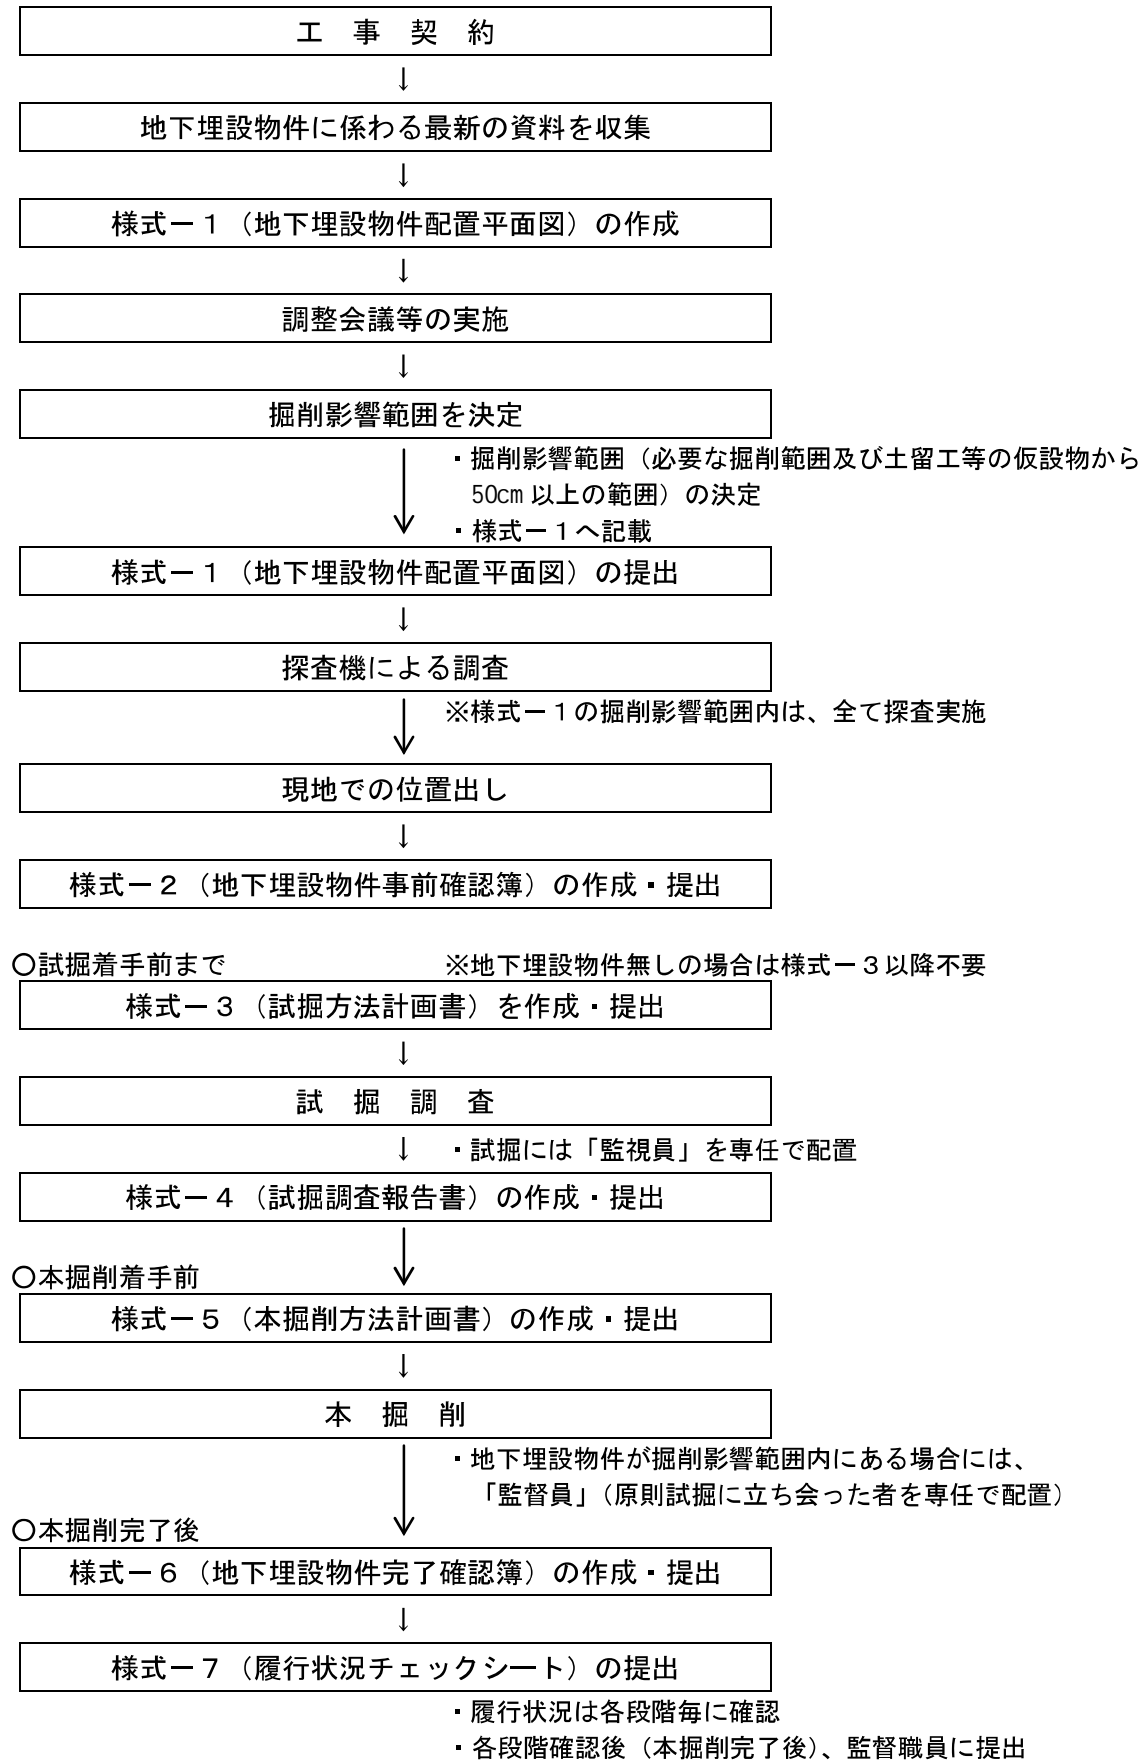 工　事　契　約
↓
地下埋設物件に係わる最新の資料を収集
↓
様式－１（地下埋設物件配置平面図）の作成
↓
調整会議等の実施
↓
掘削影響範囲を決定
・掘削影響範囲（必要な掘削範囲及び土留工等の仮設物から
50cm 以上の範囲）の決定
・様式－１へ記載
様式－１（地下埋設物件配置平面図）の提出
↓
探査機による調査
※様式－１の掘削影響範囲内は、全て探査実施
現地での位置出し
↓
様式－２（地下埋設物件事前確認簿）の作成・提出
〇試掘着手前まで　※地下埋設物件無しの場合は様式－３以降不要
様式－３（試掘方法計画書）を作成・提出
↓
試　掘　調　査
↓　・試掘には「監視員」を専任で配置
様式－４（試掘調査報告書）の作成・提出
〇本掘削着手前
様式－５（本掘削方法計画書）の作成・提出
↓
本　掘　削
・地下埋設物件が掘削影響範囲内にある場合には、
「監督員」（原則試掘に立ち会った者を専任で配置）
〇本掘削完了後
様式－６（地下埋設物件完了確認簿）の作成・提出
↓
様式－７（履行状況チェックシート）の提出
・履行状況は各段階毎に確認
・各段階確認後（本掘削完了後）、監督職員に提出